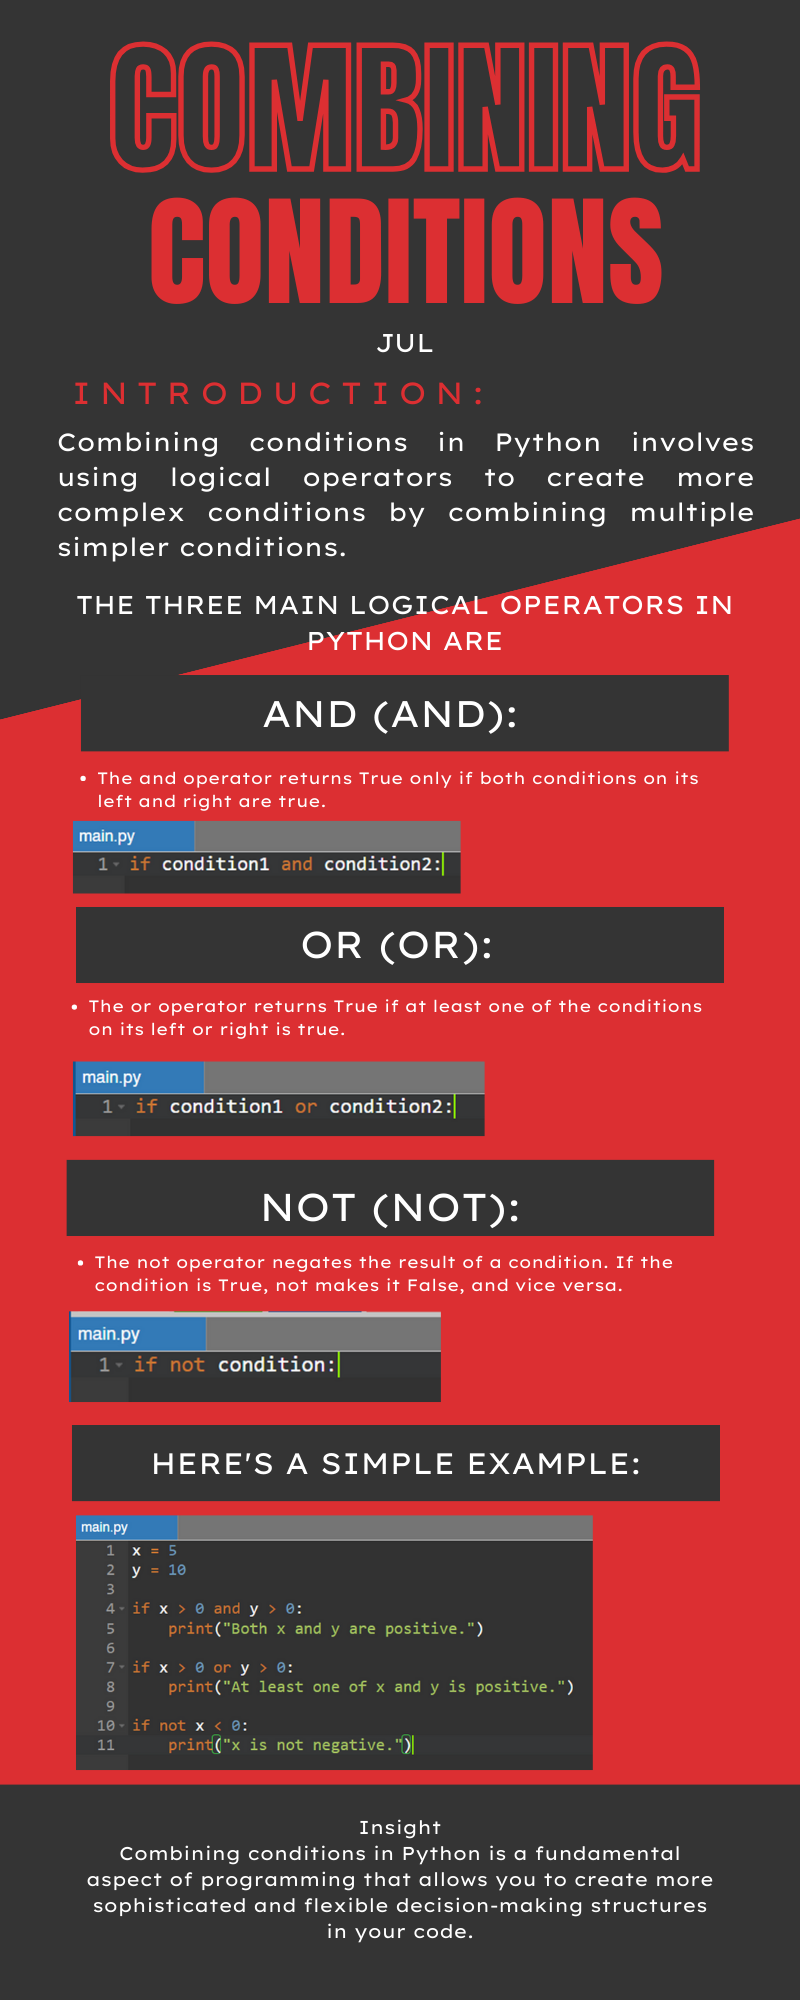 COMBINING
CONDITIONS
JUL
INTRODUCTION:
Combining conditions in Python involves
using logical operators to create more
complex conditions by combining multiple
simpler conditions.
THE THREE MAIN LOGICAL OPERATORS IN
PYTHON ARE
AND (AND):
• The and operator returns True only if both conditions on its
left and right are true.
main.py
1 if condition1 and condition2:
OR (OR):
• The or operator returns True if at least one of the conditions
on its left or right is true.
main.py
1 if condition1 or condition2:
NOT (NOT):
• The not operator negates the result of a condition. If the
condition is True, not makes it False, and vice versa.
main.py
1 if not condition:
HERE'S A SIMPLE EXAMPLE:
main.py
1 x = 5
2 y = 10
3
4 if x > 0 and y > 0:
5     print("Both x and y are positive.")
6
7 if x > 0 or y > 0:
8     print("At least one of x and y is positive.")
9
10 if not x < 0:
11     print("x is not negative.")
Insight
Combining conditions in Python is a fundamental
aspect of programming that allows you to create more
sophisticated and flexible decision-making structures
in your code.